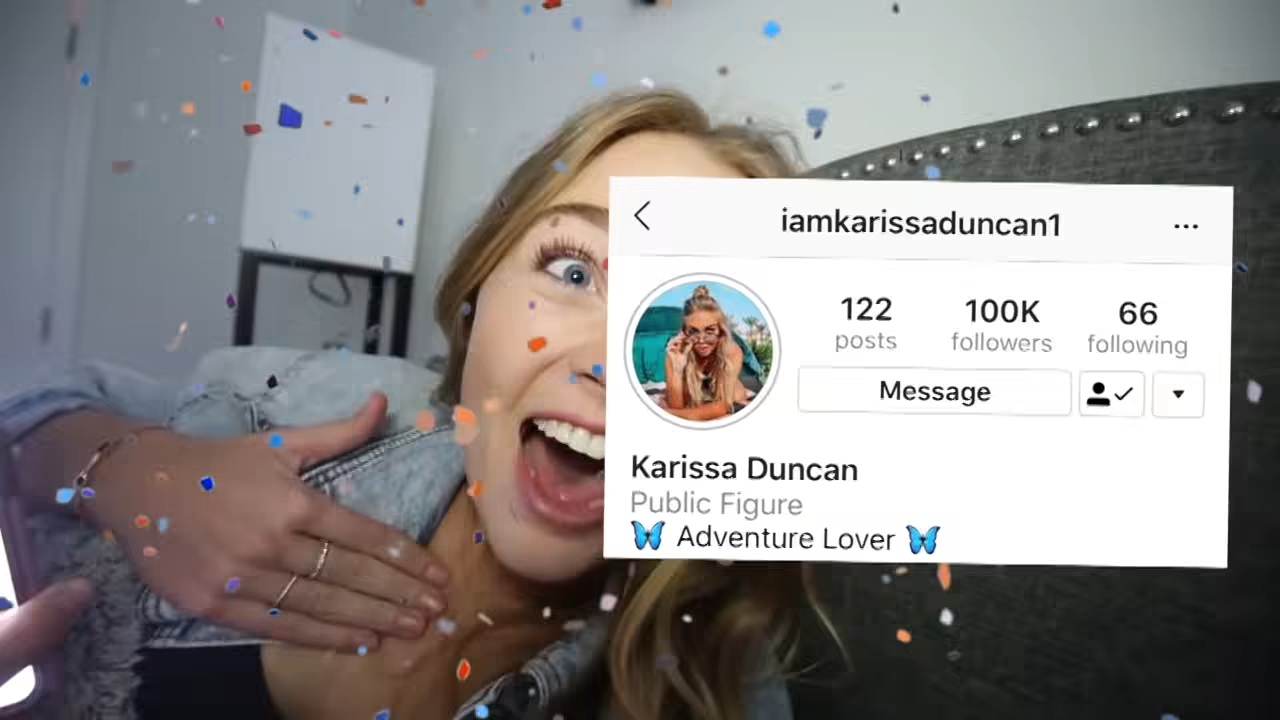 iamkarissaduncan1
122 100K 66
posts followers following
Message
Karissa Duncan
Public Figure
🦋 Adventure Lover 🦋